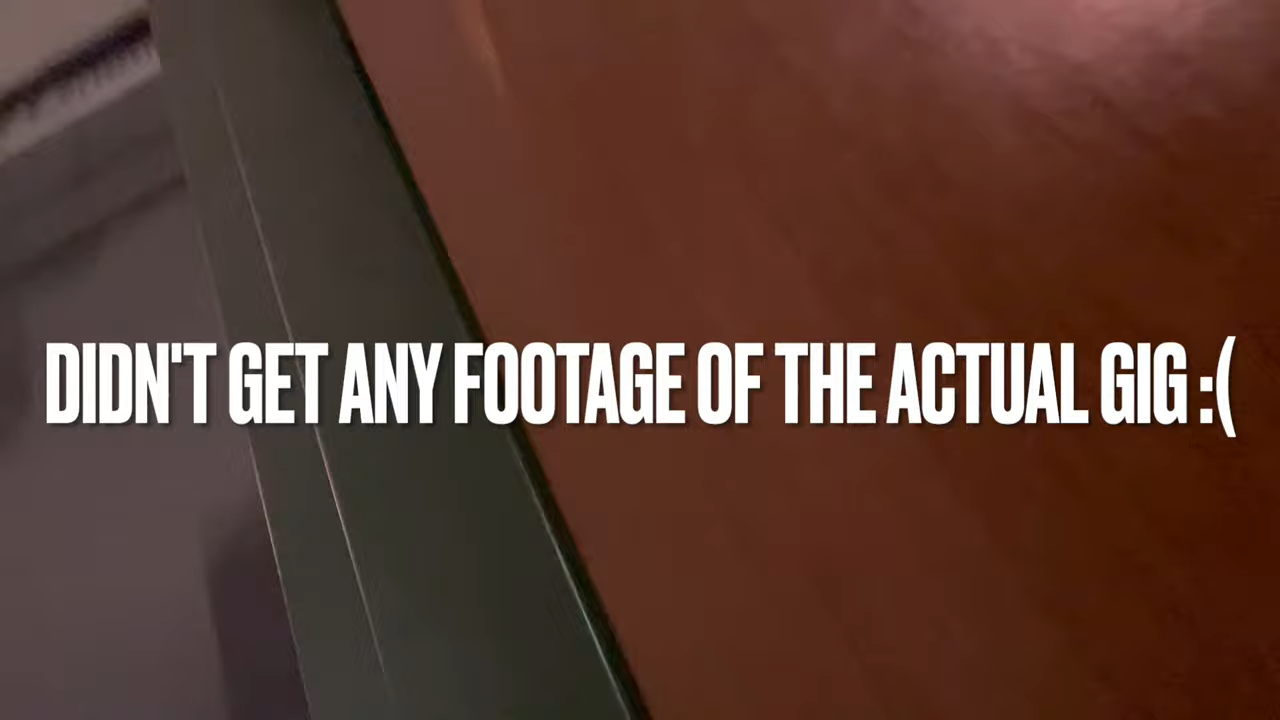 DIDN'T GET ANY FOOTAGE OF THE ACTUAL GIG :(